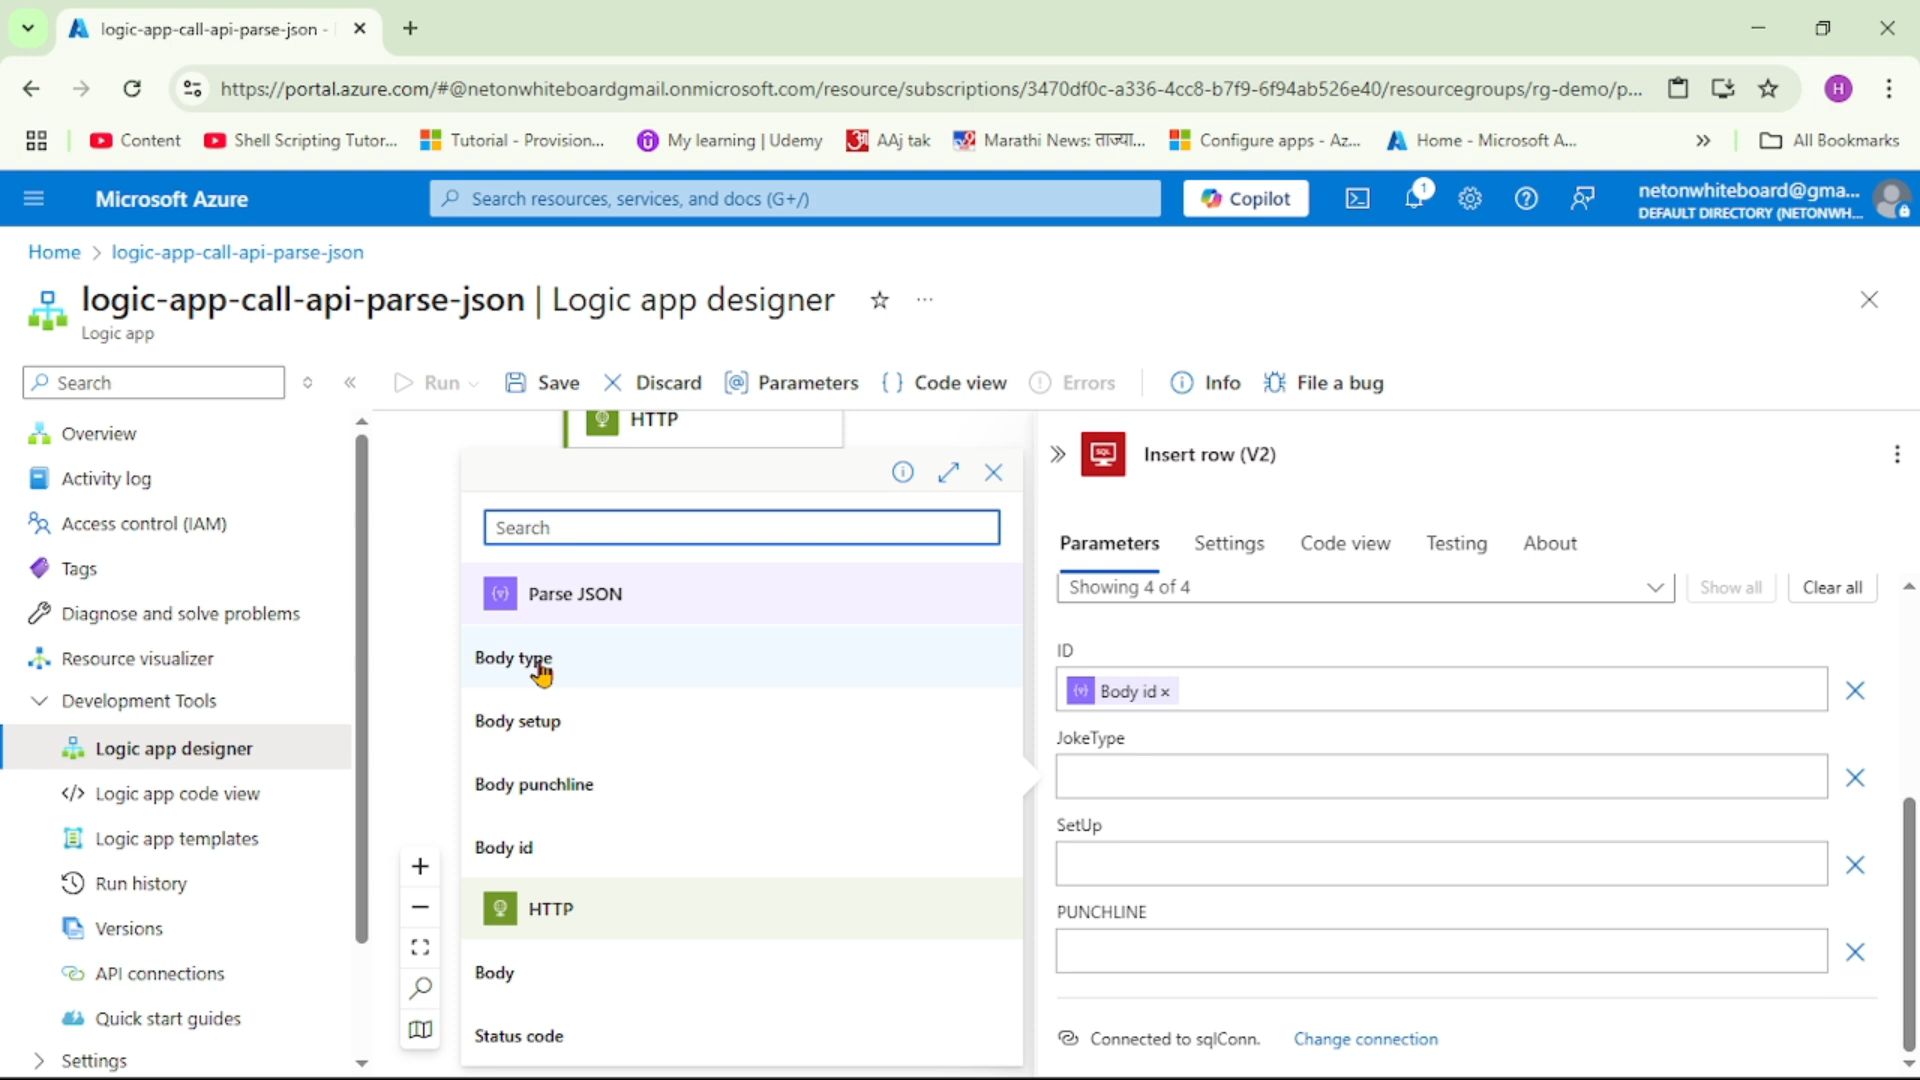 logic-app-call-api-parse-json -
https://portal.azure.com/#@netonwhiteboardgmail.onmicrosoft.com/resource/subscriptions/3470df0c-a336-4cc8-b7f9-6f94ab526e40/resourcegroups/rg-demo/p...
H
Content
Shell Scripting Tutor...
Tutorial - Provision...
My learning | Udemy
AAj tak
Marathi News: ताज्या...
Configure apps - Az...
Home - Microsoft A...
All Bookmarks
Microsoft Azure
Search resources, services, and docs (G+/)
Copilot
1
netonwhiteboard@gma...
DEFAULT DIRECTORY (NETONWH...
Home > logic-app-call-api-parse-json
logic-app-call-api-parse-json | Logic app designer
Logic app
Search
Run
Save
Discard
Parameters
Code view
Errors
Info
File a bug
Overview
Activity log
Access control (IAM)
Tags
Diagnose and solve problems
Resource visualizer
Development Tools
Logic app designer
Logic app code view
Logic app templates
Run history
Versions
API connections
Quick start guides
Settings
HTTP
Search
Parse JSON
Body type
Body setup
Body punchline
Body id
HTTP
Body
Status code
SQL
Insert row (V2)
Parameters
Settings
Code view
Testing
About
Showing 4 of 4
Show all
Clear all
ID
Body id ×
JokeType
SetUp
PUNCHLINE
Connected to sqlConn.
Change connection